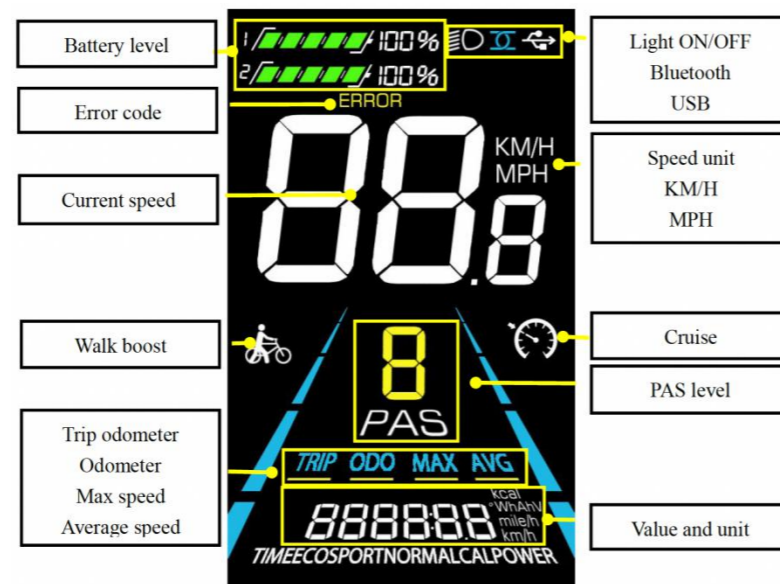 Battery level
Error code
Current speed
Walk boost
Trip odometer
Odometer
Max speed
Average speed
1 100%
2 100%
ERROR
88.8
KM/H
MPH
8
PAS
TRIP ODO MAX AVG
888888
kcal
°WhAhV
mile/h
km/h
TIMEECOSPORTNORMALCALPOWER
Light ON/OFF
Bluetooth
USB
Speed unit
KM/H
MPH
Cruise
PAS level
Value and unit